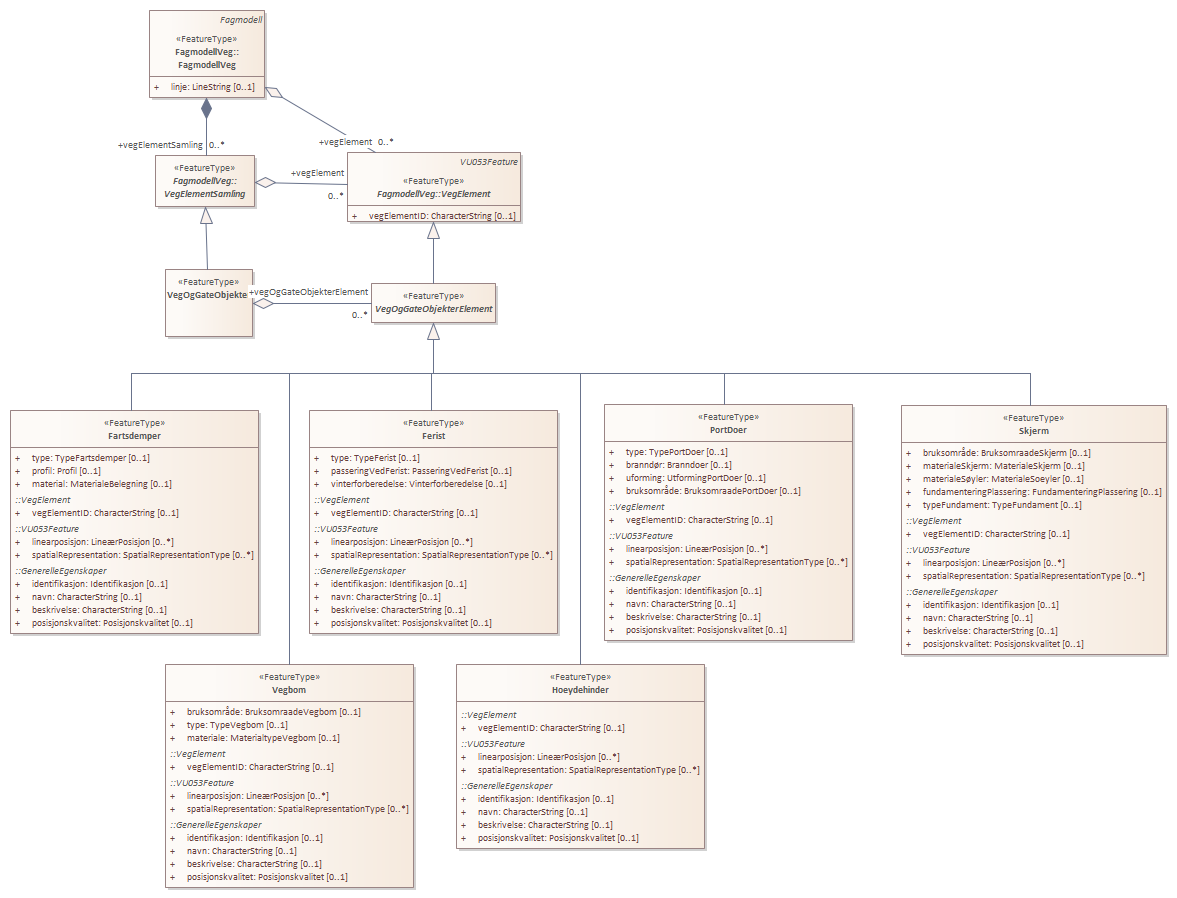 Fagmodell
«FeatureType»
FagmodellVeg::
FagmodellVeg
+ linje: LineString [0..1]
+vegElementSamling 0..*
+vegElement 0..*
«FeatureType»
FagmodellVeg::
VegElementSamling
+vegElement
0..*
VU053Feature
«FeatureType»
FagmodellVeg::VegElement
+ vegElementID: CharacterString [0..1]
«FeatureType»
VegOgGateObjekter
+vegOgGateObjekterElement
0..*
«FeatureType»
VegOgGateObjekterElement
«FeatureType»
Fartsdemper
+ type: TypeFartsdemper [0..1]
+ profil: Profil [0..1]
+ material: MaterialeBelegning [0..1]
::VegElement
+ vegElementID: CharacterString [0..1]
::VU053Feature
+ linearposisjon: LineærPosisjon [0..*]
+ spatialRepresentation: SpatialRepresentationType [0..*]
::GenerelleEgenskaper
+ identifikasjon: Identifikasjon [0..1]
+ navn: CharacterString [0..1]
+ beskrivelse: CharacterString [0..1]
+ posisjonskvalitet: Posisjonskvalitet [0..1]
«FeatureType»
Ferist
+ type: TypeFerist [0..1]
+ passeringVedFerist: PasseringVedFerist [0..1]
+ vinterforberedelse: Vinterforberedelse [0..1]
::VegElement
+ vegElementID: CharacterString [0..1]
::VU053Feature
+ linearposisjon: LineærPosisjon [0..*]
+ spatialRepresentation: SpatialRepresentationType [0..*]
::GenerelleEgenskaper
+ identifikasjon: Identifikasjon [0..1]
+ navn: CharacterString [0..1]
+ beskrivelse: CharacterString [0..1]
+ posisjonskvalitet: Posisjonskvalitet [0..1]
«FeatureType»
PortDoer
+ type: TypePortDoer [0..1]
+ branndør: Branndoer [0..1]
+ uforming: UtformingPortDoer [0..1]
+ bruksområde: BruksomraadePortDoer [0..1]
::VegElement
+ vegElementID: CharacterString [0..1]
::VU053Feature
+ linearposisjon: LineærPosisjon [0..*]
+ spatialRepresentation: SpatialRepresentationType [0..*]
::GenerelleEgenskaper
+ identifikasjon: Identifikasjon [0..1]
+ navn: CharacterString [0..1]
+ beskrivelse: CharacterString [0..1]
+ posisjonskvalitet: Posisjonskvalitet [0..1]
«FeatureType»
Skjerm
+ bruksområde: BruksomraadeSkjerm [0..1]
+ materialeSkjerm: MaterialeSkjerm [0..1]
+ materialeSøyler: MaterialeSoeyler [0..1]
+ fundamenteringPlassering: FundamenteringPlassering [0..1]
+ typeFundament: TypeFundament [0..1]
::VegElement
+ vegElementID: CharacterString [0..1]
::VU053Feature
+ linearposisjon: LineærPosisjon [0..*]
+ spatialRepresentation: SpatialRepresentationType [0..*]
::GenerelleEgenskaper
+ identifikasjon: Identifikasjon [0..1]
+ navn: CharacterString [0..1]
+ beskrivelse: CharacterString [0..1]
+ posisjonskvalitet: Posisjonskvalitet [0..1]
«FeatureType»
Vegbom
+ bruksområde: BruksomraadeVegbom [0..1]
+ type: TypeVegbom [0..1]
+ materiale: MaterialtypeVegbom [0..1]
::VegElement
+ vegElementID: CharacterString [0..1]
::VU053Feature
+ linearposisjon: LineærPosisjon [0..*]
+ spatialRepresentation: SpatialRepresentationType [0..*]
::GenerelleEgenskaper
+ identifikasjon: Identifikasjon [0..1]
+ navn: CharacterString [0..1]
+ beskrivelse: CharacterString [0..1]
+ posisjonskvalitet: Posisjonskvalitet [0..1]
«FeatureType»
Hoeydehinder
::VegElement
+ vegElementID: CharacterString [0..1]
::VU053Feature
+ linearposisjon: LineærPosisjon [0..*]
+ spatialRepresentation: SpatialRepresentationType [0..*]
::GenerelleEgenskaper
+ identifikasjon: Identifikasjon [0..1]
+ navn: CharacterString [0..1]
+ beskrivelse: CharacterString [0..1]
+ posisjonskvalitet: Posisjonskvalitet [0..1]